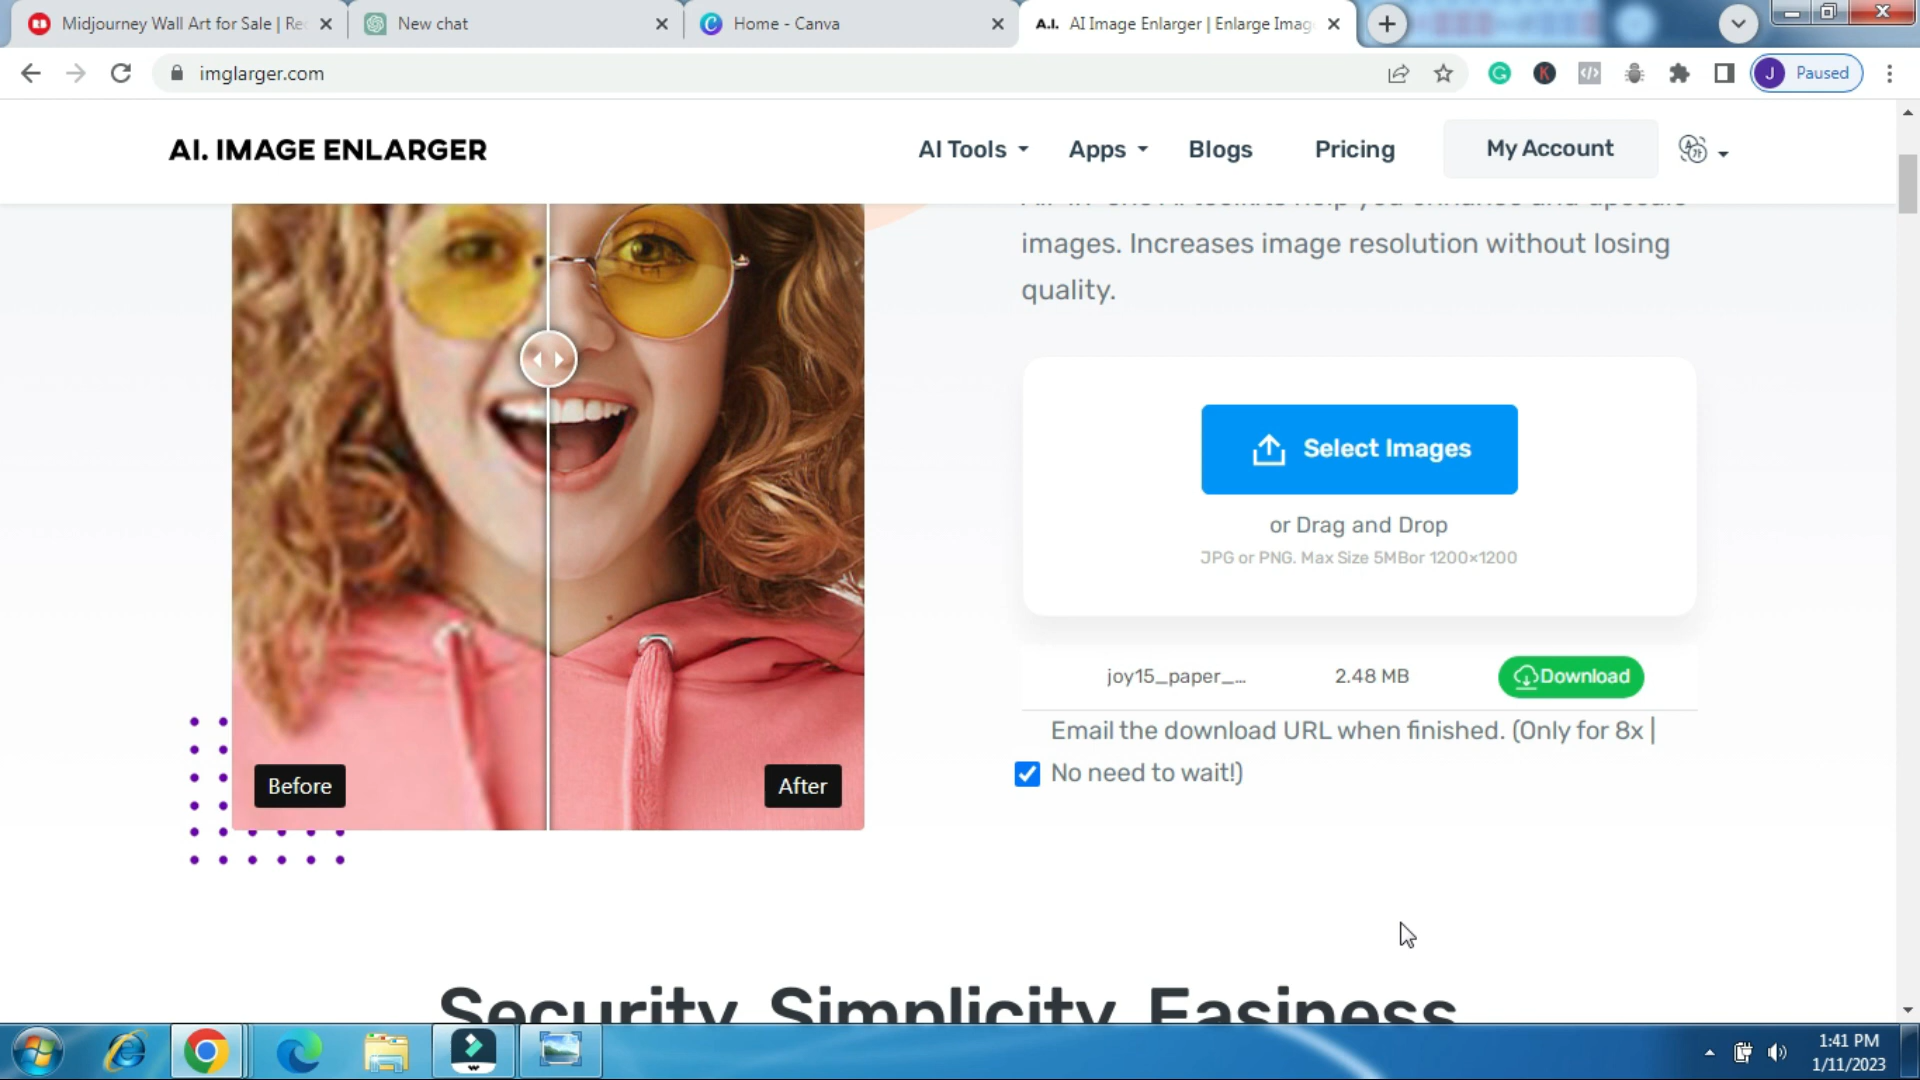 Midjourney Wall Art for Sale | Re
New chat
Home - Canva
A.I. AI Image Enlarger | Enlarge Imag
imglarger.com
J Paused
AI. IMAGE ENLARGER
AI Tools
Apps
Blogs
Pricing
My Account
images. Increases image resolution without losing
quality.
Select Images
or Drag and Drop
JPG or PNG. Max Size 5MBor 1200×1200
joy15_paper_... 2.48 MB Download
Email the download URL when finished. (Only for 8x |
No need to wait!)
Before
After
Security, Simplicity, Easiness
1:41 PM
1/11/2023